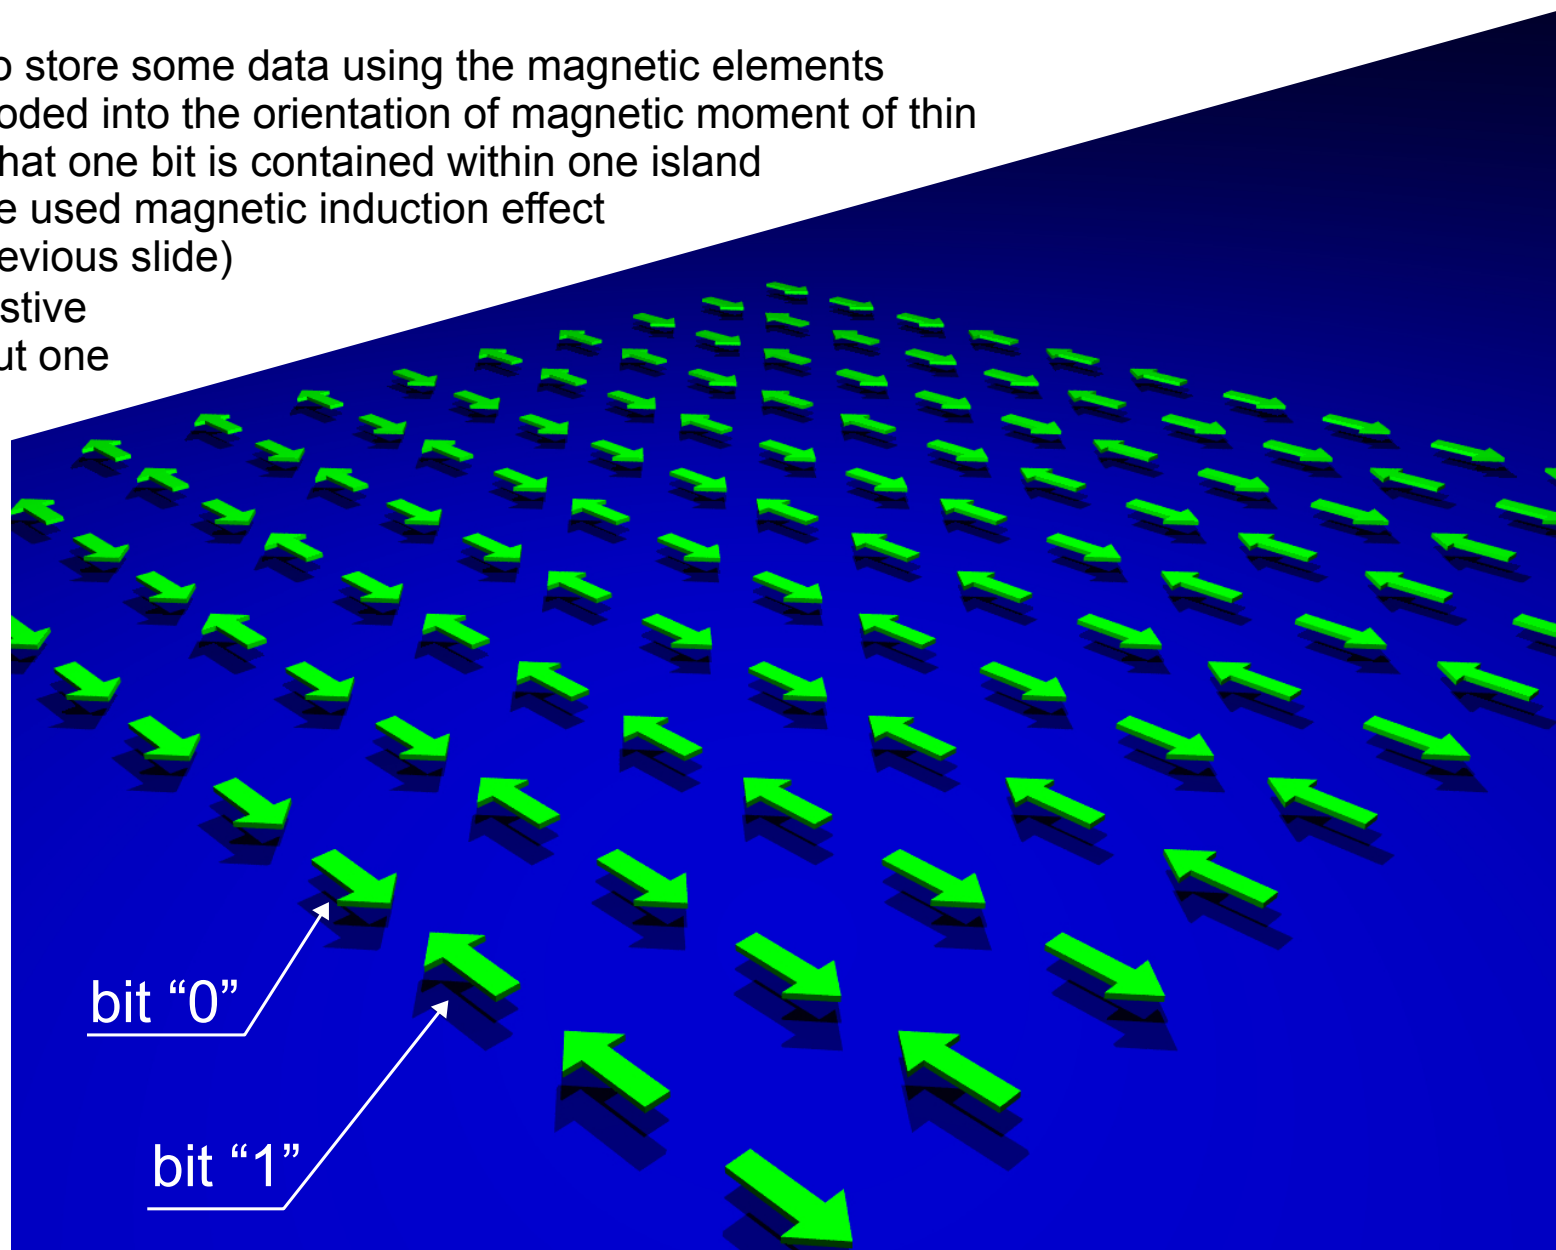 o store some data using the magnetic elements
oded into the orientation of magnetic moment of thin
hat one bit is contained within one island
e used magnetic induction effect
evious slide)
stive
ut one
bit “0”
bit “1”